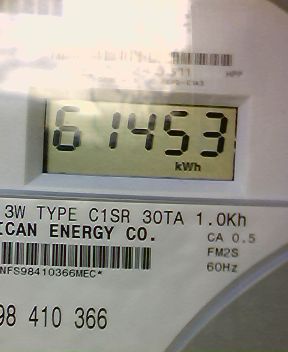 HPP
61453
kWh
3W TYPE C1SR 30TA 1.0Kh
ICAN ENERGY CO.
CA 0.5
FM2S
NFS98410366MEC*
60Hz
98 410 366